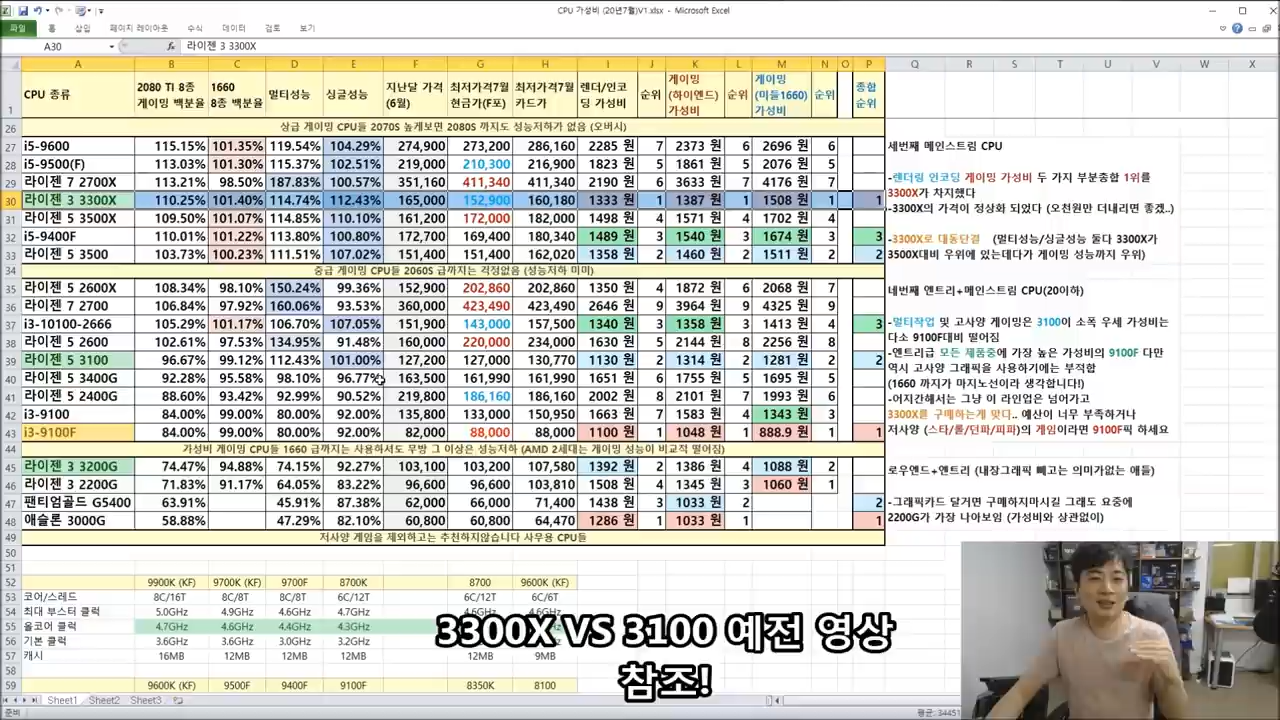 CPU 가성비 (20년7월)V1.xlsx - Microsoft Excel
파일 홈 삽입 페이지 레이아웃 수식 데이터 검토 보기
A30 fx 라이젠 3 3300X
A B C D E F G H I J K L M N O P Q R S T U V W X
1 CPU 종류 2080 TI 8종 게이밍 백분율 1660 8종 백분율 멀티성능 싱글성능 지난달 가격 (6월) 최저가격7월 현금가(F포) 최저가격7월 카드가 렌더/인코딩 가성비 순위 게이밍 (하이엔드) 가성비 순위 게이밍 (미들1660) 가성비 순위 종합 순위
26 상급 게이밍 CPU들 2070S 높게보면 2080S 까지도 성능저하가 없음 (오버시)
27 i5-9600 115.15% 101.35% 119.54% 104.29% 274,900 273,200 286,160 2285 원 7 2373 원 6 2696 원 6
28 i5-9500(F) 113.03% 101.30% 115.37% 102.51% 219,000 210,300 216,900 1823 원 5 1861 원 5 2076 원 5
29 라이젠 7 2700X 113.21% 98.50% 187.83% 100.57% 351,160 411,340 411,340 2190 원 6 3633 원 7 4176 원 7
30 라이젠 3 3300X 110.25% 101.40% 114.74% 112.43% 165,000 152,900 160,180 1333 원 1 1387 원 1 1508 원 1 1
31 라이젠 5 3500X 109.50% 101.07% 114.85% 110.10% 161,200 172,000 182,000 1498 원 4 1571 원 4 1702 원 4
32 i5-9400F 110.01% 101.22% 113.80% 100.80% 172,700 169,400 180,340 1489 원 3 1540 원 3 1674 원 3 3
33 라이젠 5 3500 103.73% 100.23% 111.51% 107.02% 151,400 151,400 162,020 1358 원 2 1460 원 2 1511 원 2 2
34 중급 게이밍 CPU들 2060S 급까지는 걱정없음 (성능저하 미미)
35 라이젠 5 2600X 108.34% 98.10% 150.24% 99.36% 152,900 202,860 202,860 1350 원 4 1872 원 6 2068 원 7
36 라이젠 7 2700 106.84% 97.92% 160.06% 93.53% 360,000 423,490 423,490 2646 원 9 3964 원 9 4325 원 9
37 i3-10100-2666 105.29% 101.17% 106.70% 107.05% 151,900 143,000 157,500 1340 원 3 1358 원 3 1413 원 4 3
38 라이젠 5 2600 102.61% 97.53% 134.95% 91.48% 160,000 220,000 234,000 1630 원 5 2144 원 8 2256 원 8
39 라이젠 5 3100 96.67% 99.12% 112.43% 101.00% 127,200 127,000 130,770 1130 원 2 1314 원 2 1281 원 2 2
40 라이젠 5 3400G 92.28% 95.58% 98.10% 96.77% 163,500 161,990 161,990 1651 원 6 1755 원 5 1695 원 5
41 라이젠 5 2400G 88.60% 93.42% 92.99% 90.52% 219,800 186,160 186,160 2002 원 8 2101 원 7 1993 원 6
42 i3-9100 84.00% 99.00% 80.00% 92.00% 135,800 133,000 150,950 1663 원 7 1583 원 4 1343 원 3
43 i3-9100F 84.00% 99.00% 80.00% 92.00% 82,000 88,000 88,000 1100 원 1 1048 원 1 888.9 원 1 1
44 가성비 게이밍 CPU들 1660 급까지는 사용하셔도 무방 그 이상은 성능저하 (AMD 2세대는 게이밍 성능이 비교적 떨어짐)
45 라이젠 3 3200G 74.47% 94.88% 74.15% 92.27% 103,100 103,200 107,580 1392 원 2 1386 원 4 1088 원 2
46 라이젠 3 2200G 71.83% 91.17% 64.05% 83.22% 96,600 96,600 103,810 1508 원 4 1345 원 3 1060 원 1
47 팬티엄골드 G5400 63.91% 45.91% 87.38% 62,000 66,000 71,400 1438 원 3 1033 원 2 2
48 애슬론 3000G 58.88% 47.29% 82.10% 60,800 60,800 64,470 1286 원 1 1033 원 1 1
49 저사양 게임을 제외하고는 추천하지않습니다 사무용 CPU들
50
51
52 9900K (KF) 9700K (KF) 9700F 8700K 8700 9600K (KF)
53 코어/스레드 8C/16T 8C/8T 8C/8T 6C/12T 6C/12T 6C/6T
54 최대 부스터 클럭 5.0GHz 4.9GHz 4.6GHz 4.7GHz 4.6GHz 4.6GHz
55 올코어 클럭 4.7GHz 4.6GHz 4.4GHz 4.3GHz
56 기본 클럭 3.6GHz 3.6GHz 3.0GHz 3.2GHz
57 캐시 16MB 12MB 12MB 12MB 12MB 9MB
58
59 9600K (KF) 9500F 9400F 9100F 8350K 8100
세번째 메인스트림 CPU
-렌더링 인코딩 게이밍 가성비 두 가지 부분종합 1위를
3300X가 차지했다
-3300X의 가격이 정상화 되었다 (오천원만 더내리면 좋겠..)
-3300X로 대동단결 (멀티성능/싱글성능 둘다 3300X가
3500X대비 우위에 있는데다가 게이밍 성능까지 우위)
네번째 엔트리+메인스트림 CPU(20이하)
-멀티작업 및 고사양 게이밍은 3100이 소폭 우세 가성비는
다소 9100F대비 떨어짐
-엔트리급 모든 제품중에 가장 높은 가성비의 9100F 다만
역시 고사양 그래픽을 사용하기에는 부적합
(1660 까지가 마지노선이라 생각합니다!)
-어지간해서는 그냥 이 라인업은 넘어가고
3300X를 구매하는게 맞다.. 예산이 너무 부족하거나
저사양 (스타/롤/던파/피파)의 게임이라면 9100F픽 하세요
로우엔드+엔트리 (내장그래픽 빼고는 의미가없는 애들)
-그래픽카드 달거면 구매하지마시길 그래도 요중에
2200G가 가장 나아보임 (가성비와 상관없이)
3300X VS 3100 예전 영상
참조!
Sheet1 Sheet2 Sheet3
준비